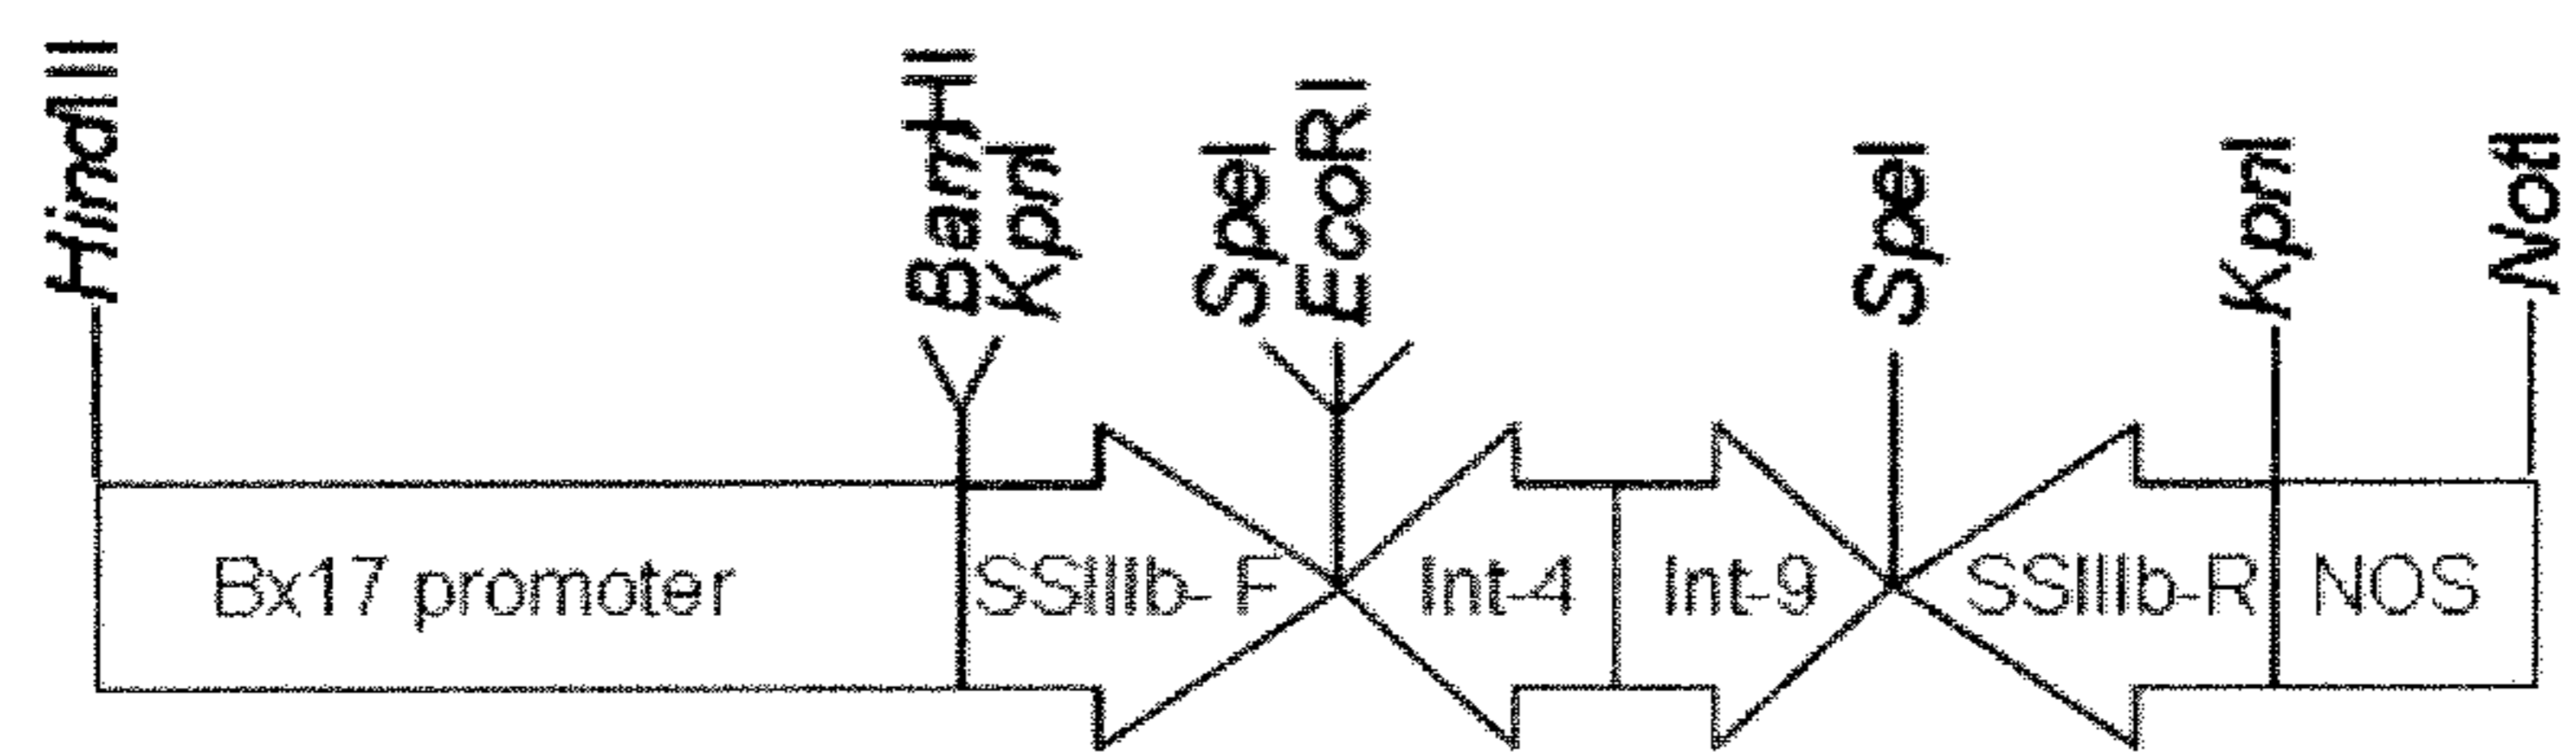 HindIII
BamHI
KpnI
SpeI
EcoRI
SpeI
KpnI
NotI
Bx17 promoter
SSIIIb- F
Int-4
Int-9
SSIIIb-R
NOS